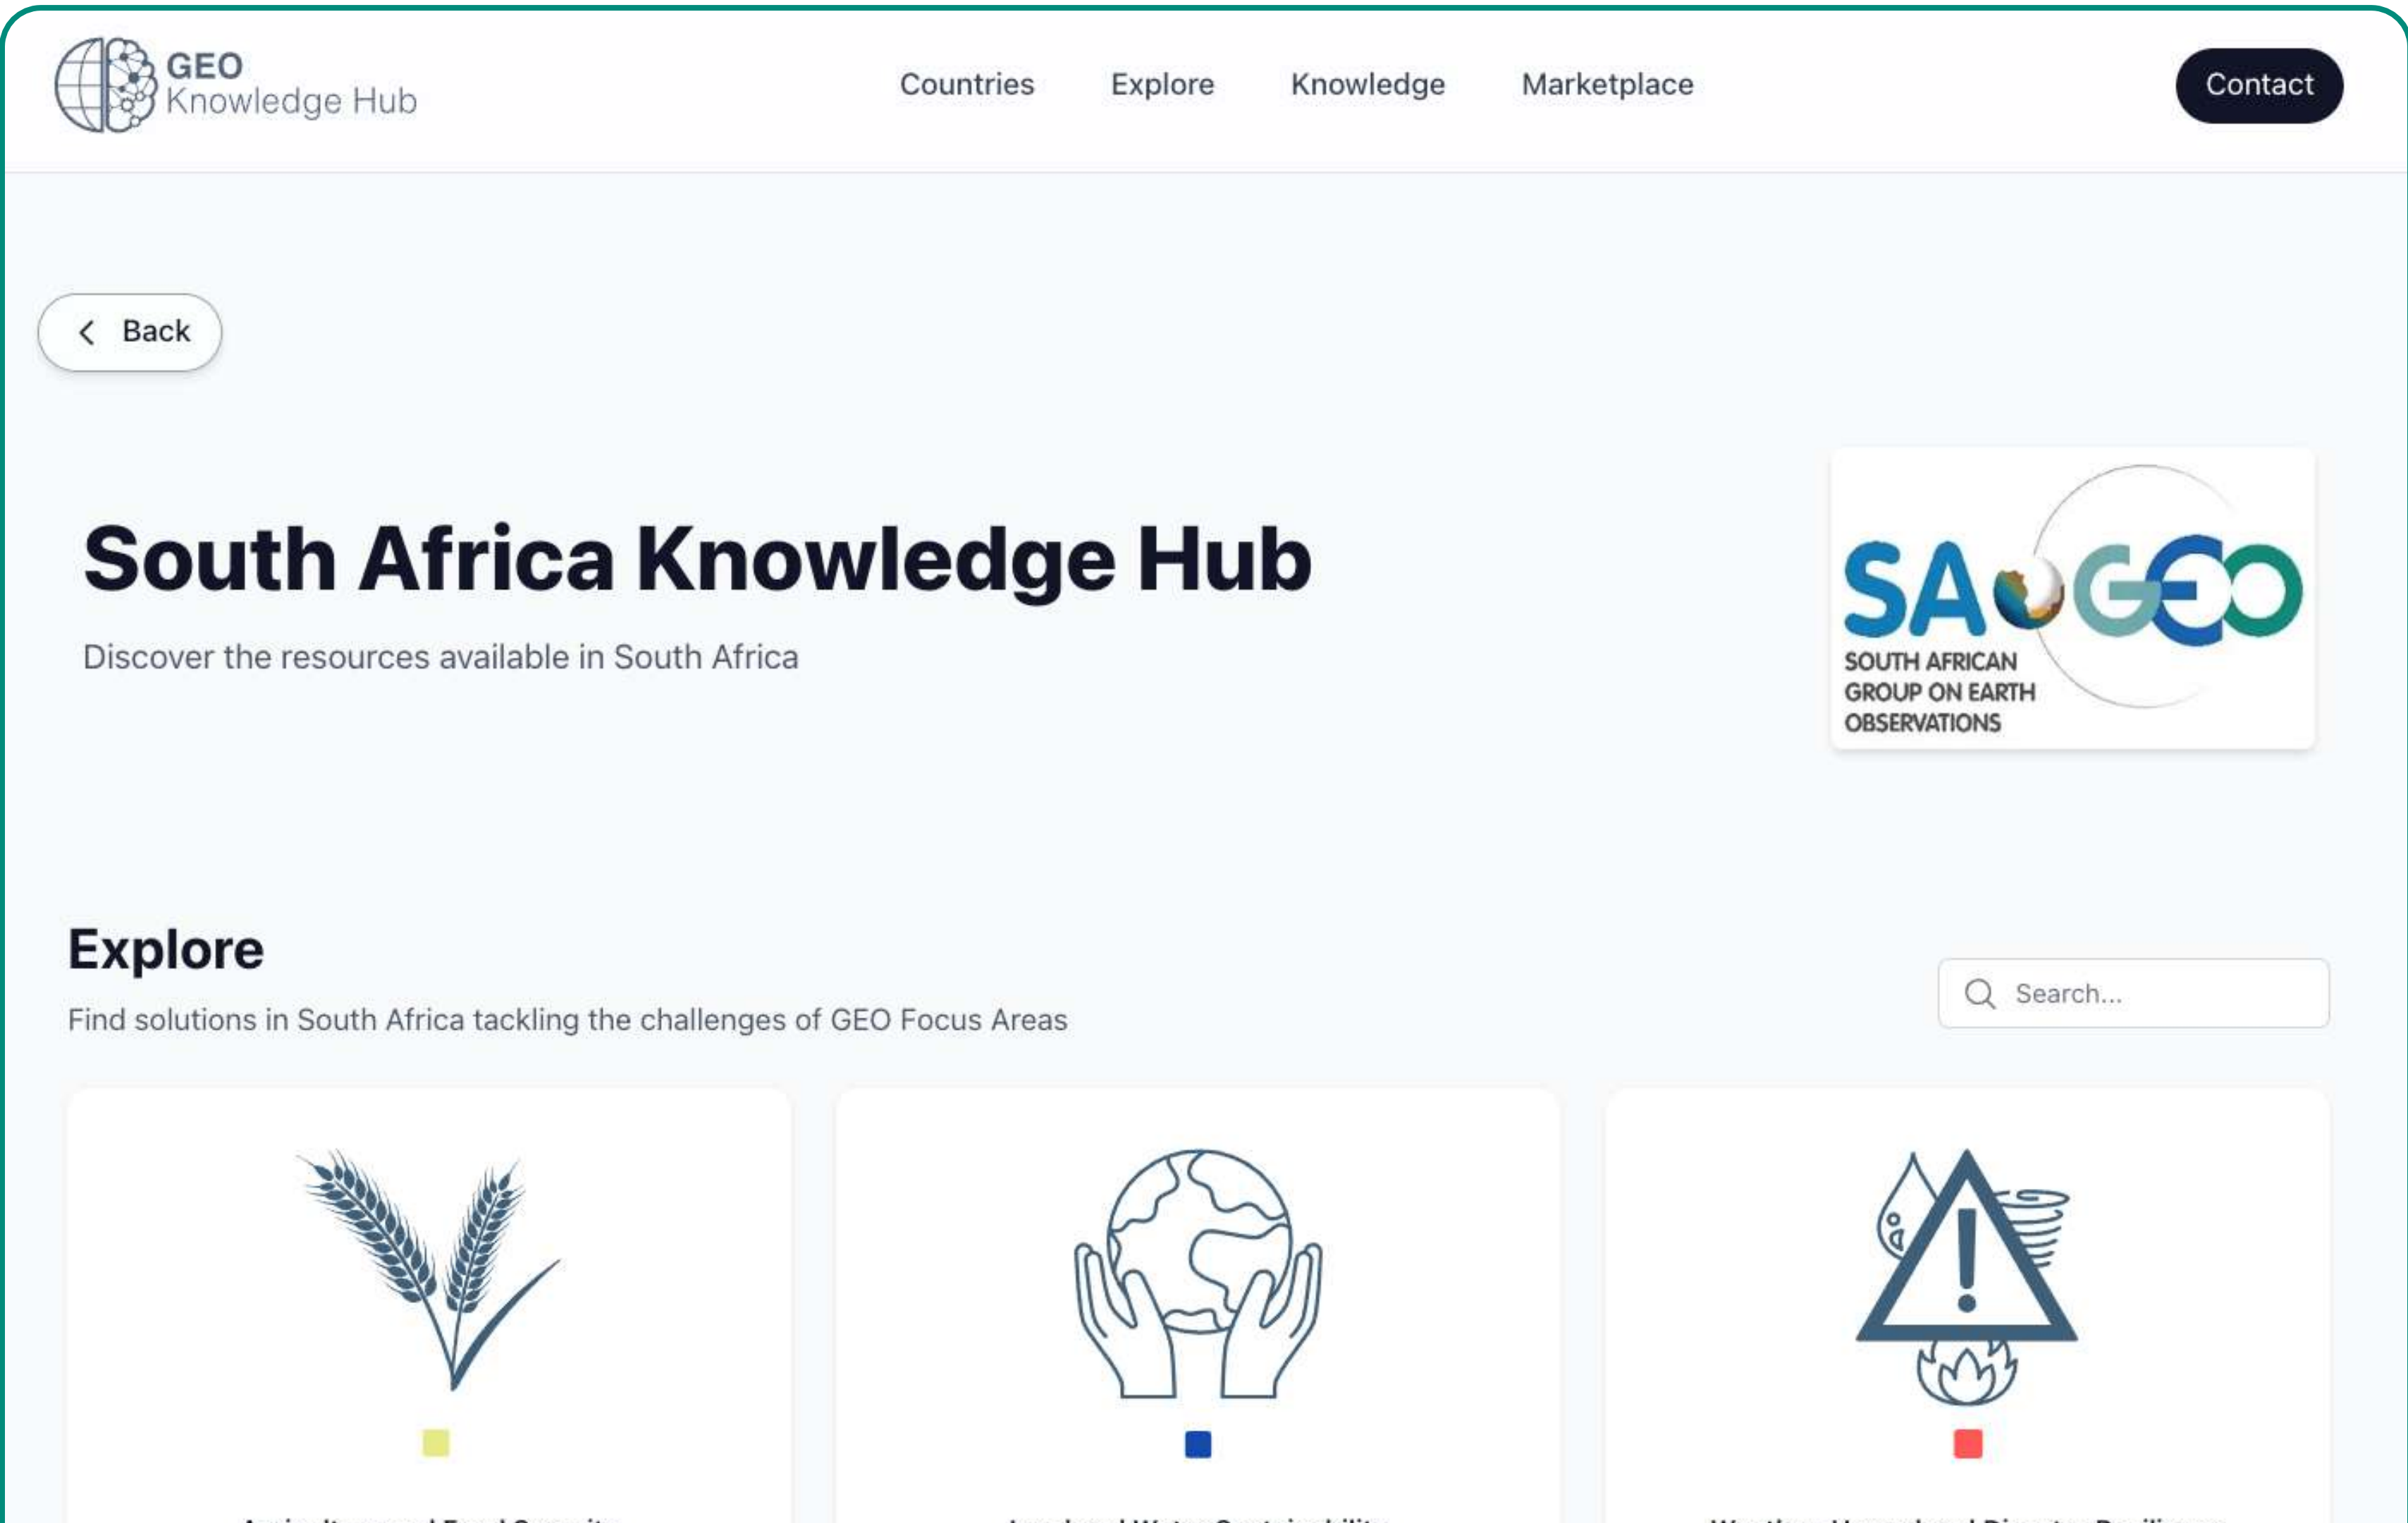 GEO
Knowledge Hub
Countries
Explore
Knowledge
Marketplace
Contact
Back
South Africa Knowledge Hub
Discover the resources available in South Africa
SA GEO
SOUTH AFRICAN
GROUP ON EARTH
OBSERVATIONS
Explore
Find solutions in South Africa tackling the challenges of GEO Focus Areas
Search...